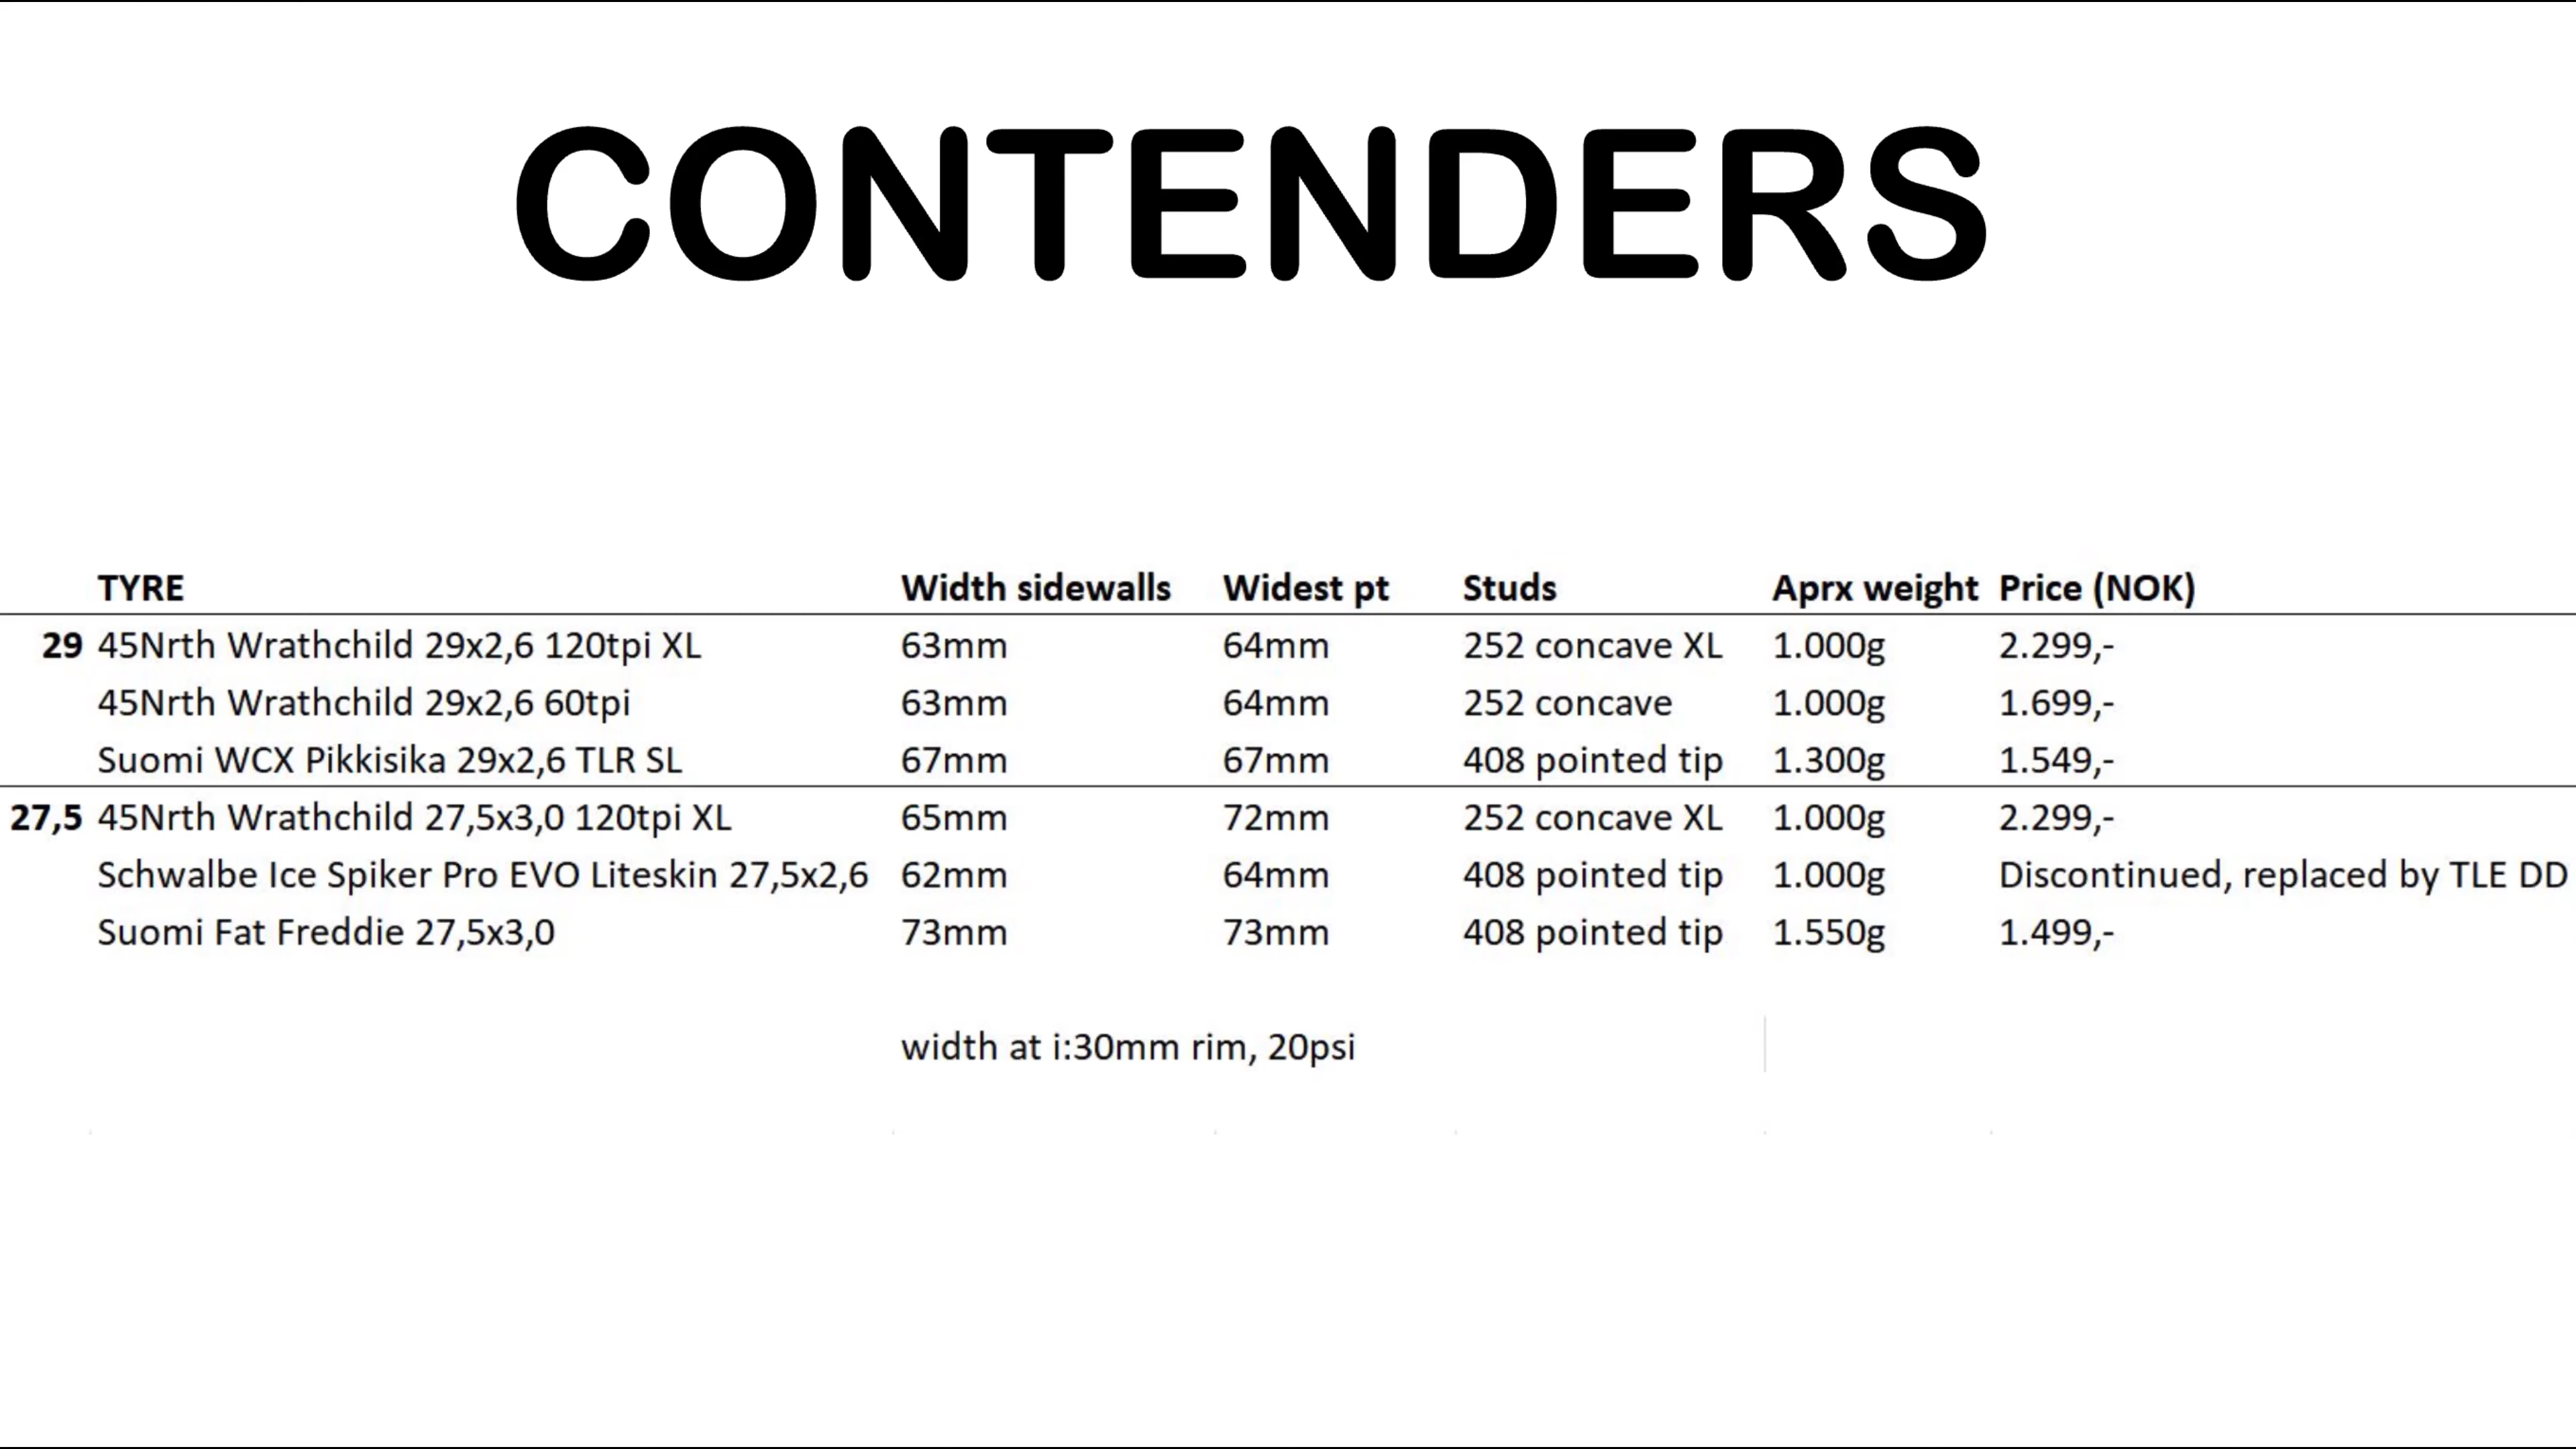 CONTENDERS
TYRE Width sidewalls Widest pt Studs Aprx weight Price (NOK)
29 45Nrth Wrathchild 29x2,6 120tpi XL 63mm 64mm 252 concave XL 1.000g 2.299,-
45Nrth Wrathchild 29x2,6 60tpi 63mm 64mm 252 concave 1.000g 1.699,-
Suomi WCX Pikkisika 29x2,6 TLR SL 67mm 67mm 408 pointed tip 1.300g 1.549,-
27,5 45Nrth Wrathchild 27,5x3,0 120tpi XL 65mm 72mm 252 concave XL 1.000g 2.299,-
Schwalbe Ice Spiker Pro EVO Liteskin 27,5x2,6 62mm 64mm 408 pointed tip 1.000g Discontinued, replaced by TLE DD
Suomi Fat Freddie 27,5x3,0 73mm 73mm 408 pointed tip 1.550g 1.499,-
width at i:30mm rim, 20psi